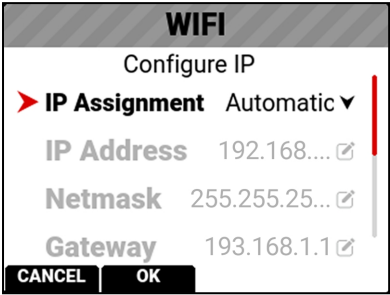 WIFI
Configure IP
IP Assignment Automatic
IP Address 192.168....
Netmask 255.255.25...
Gateway 193.168.1.1
CANCEL OK